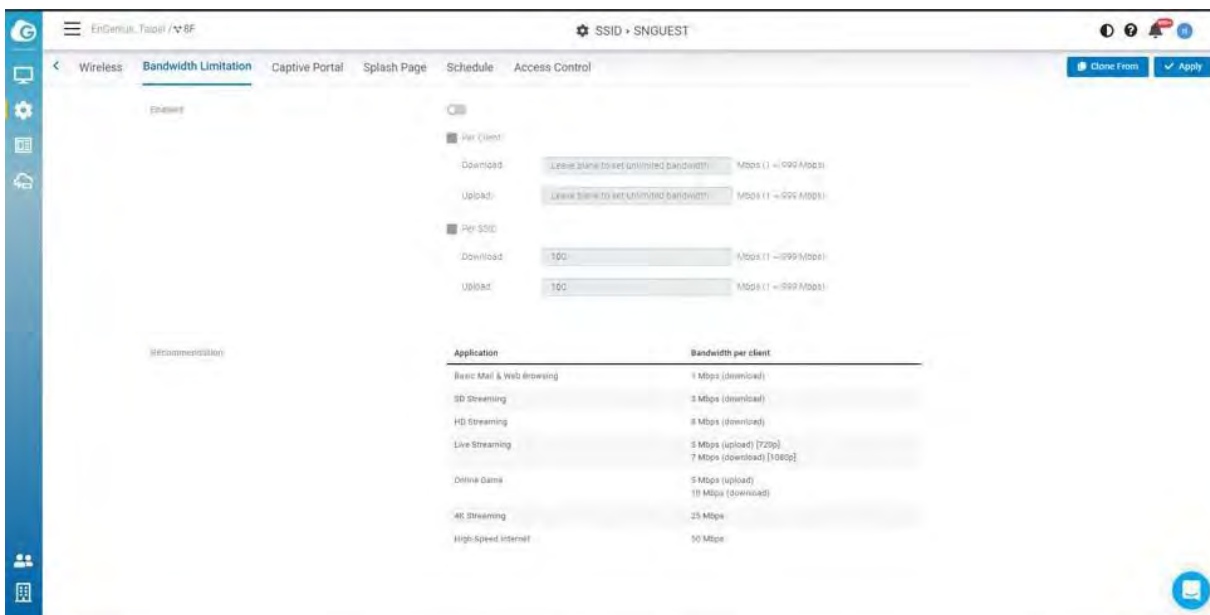 EnGenius, Taipei / 8F
SSID › SNGUEST
Wireless Bandwidth Limitation Captive Portal Splash Page Schedule Access Control
Clone From Apply
Enabled
Per Client
Download Leave blank to set unlimited bandwidth Mbps (1 ~ 999 Mbps)
Upload Leave blank to set unlimited bandwidth Mbps (1 ~ 999 Mbps)
Per SSID
Download 100 Mbps (1 ~ 999 Mbps)
Upload 100 Mbps (1 ~ 999 Mbps)
Recommendation
Application Bandwidth per client
Basic Mail & Web Browsing 1 Mbps (download)
SD Streaming 3 Mbps (download)
HD Streaming 8 Mbps (download)
Live Streaming 5 Mbps (upload) [720p]
7 Mbps (download) [1080p]
Online Game 5 Mbps (upload)
10 Mbps (download)
4K Streaming 25 Mbps
High-Speed Internet 50 Mbps